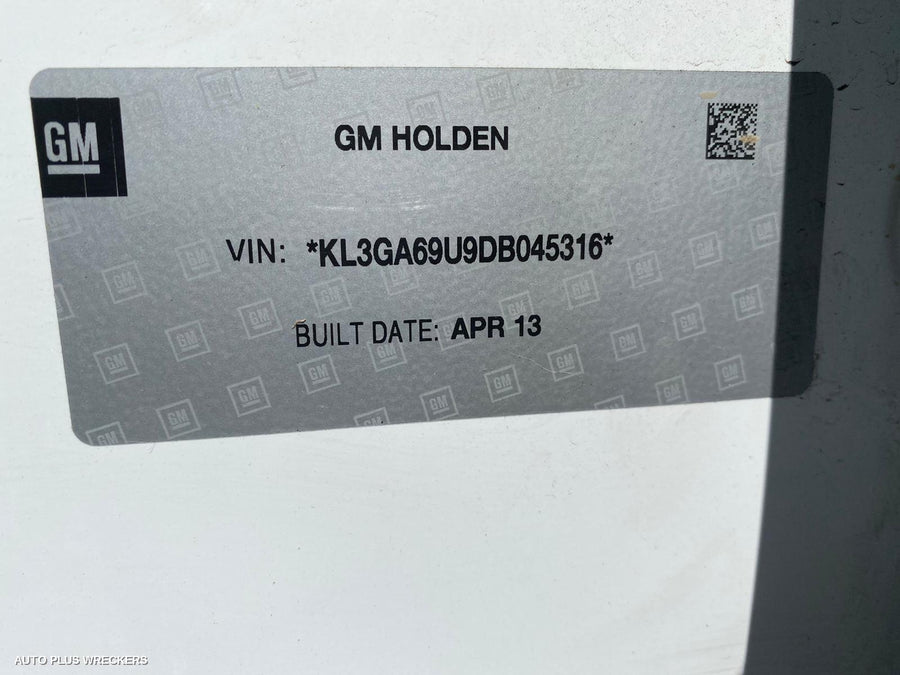 GM
GM HOLDEN
VIN: *KL3GA69U9DB045316*
BUILT DATE: APR 13
AUTO PLUS WRECKERS